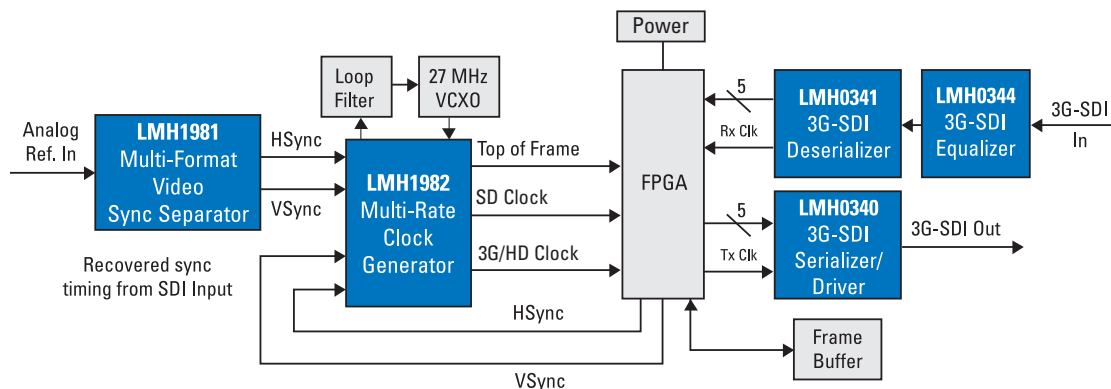 Power
Loop
Filter
27 MHz
VCXO
Analog
Ref. In
LMH1981
Multi-Format
Video
Sync Separator
HSync
VSync
LMH1982
Multi-Rate
Clock
Generator
Top of Frame
SD Clock
3G/HD Clock
FPGA
5
Rx Clk
LMH0341
3G-SDI
Deserializer
LMH0344
3G-SDI
Equalizer
3G-SDI
In
5
Tx Clk
LMH0340
3G-SDI
Serializer/
Driver
3G-SDI Out
Recovered sync
timing from SDI Input
HSync
VSync
Frame
Buffer